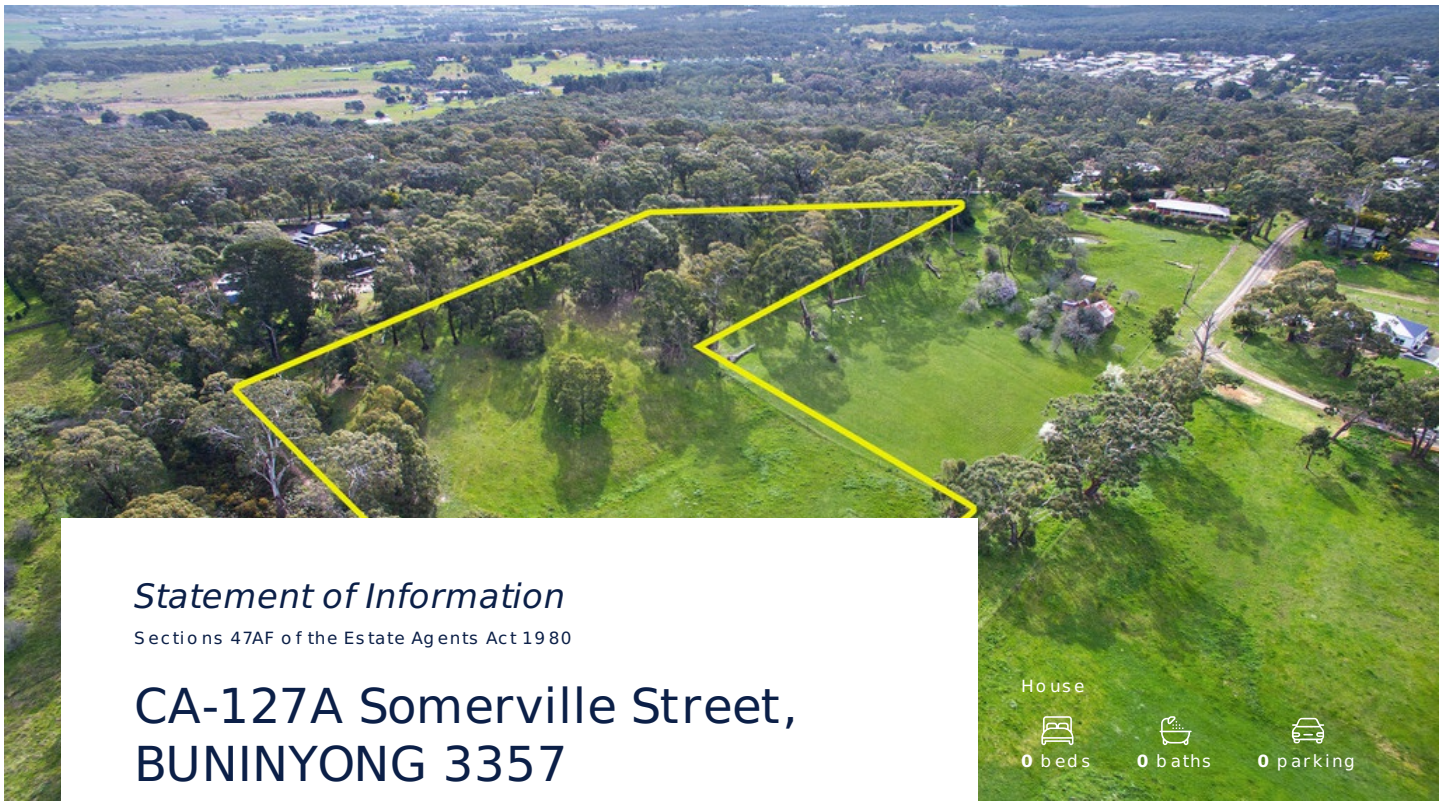 Statement of Information
Sections 47AF of the Estate Agents Act 1980
CA-127A Somerville Street,
BUNINYONG 3357
House
0 beds 0 baths 0 parking